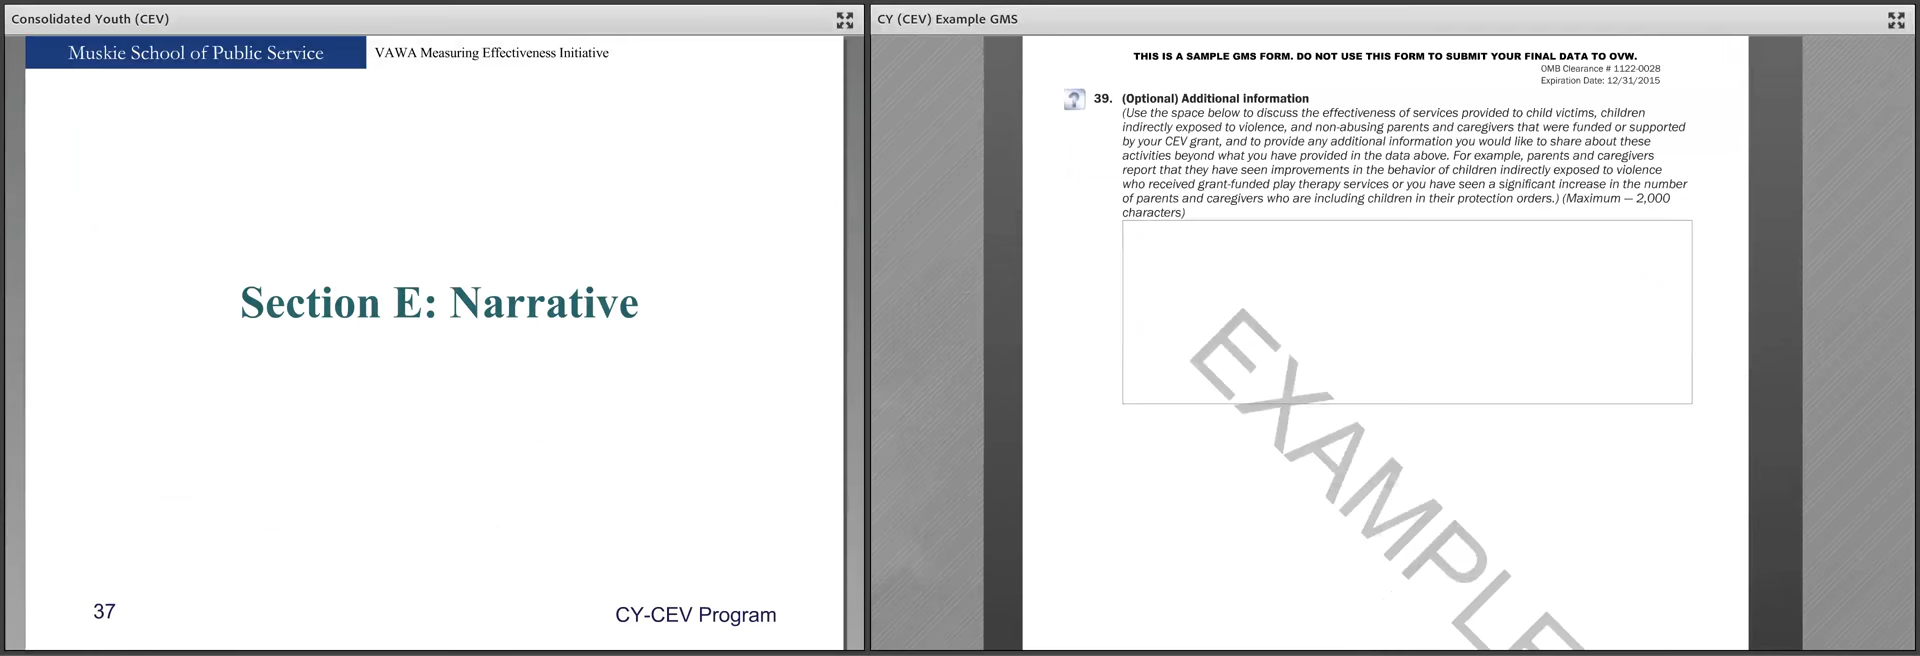 Consolidated Youth (CEV)
Muskie School of Public Service
VAWA Measuring Effectiveness Initiative
Section E: Narrative
37
CY-CEV Program
CY (CEV) Example GMS
THIS IS A SAMPLE GMS FORM. DO NOT USE THIS FORM TO SUBMIT YOUR FINAL DATA TO OVW.
OMB Clearance # 1122-0028
Expiration Date: 12/31/2015
?
39. (Optional) Additional information
(Use the space below to discuss the effectiveness of services provided to child victims, children
indirectly exposed to violence, and non-abusing parents and caregivers that were funded or supported
by your CEV grant, and to provide any additional information you would like to share about these
activities beyond what you have provided in the data above. For example, parents and caregivers
report that they have seen improvements in the behavior of children indirectly exposed to violence
who received grant-funded play therapy services or you have seen a significant increase in the number
of parents and caregivers who are including children in their protection orders.) (Maximum — 2,000
characters)
EXAMPLE